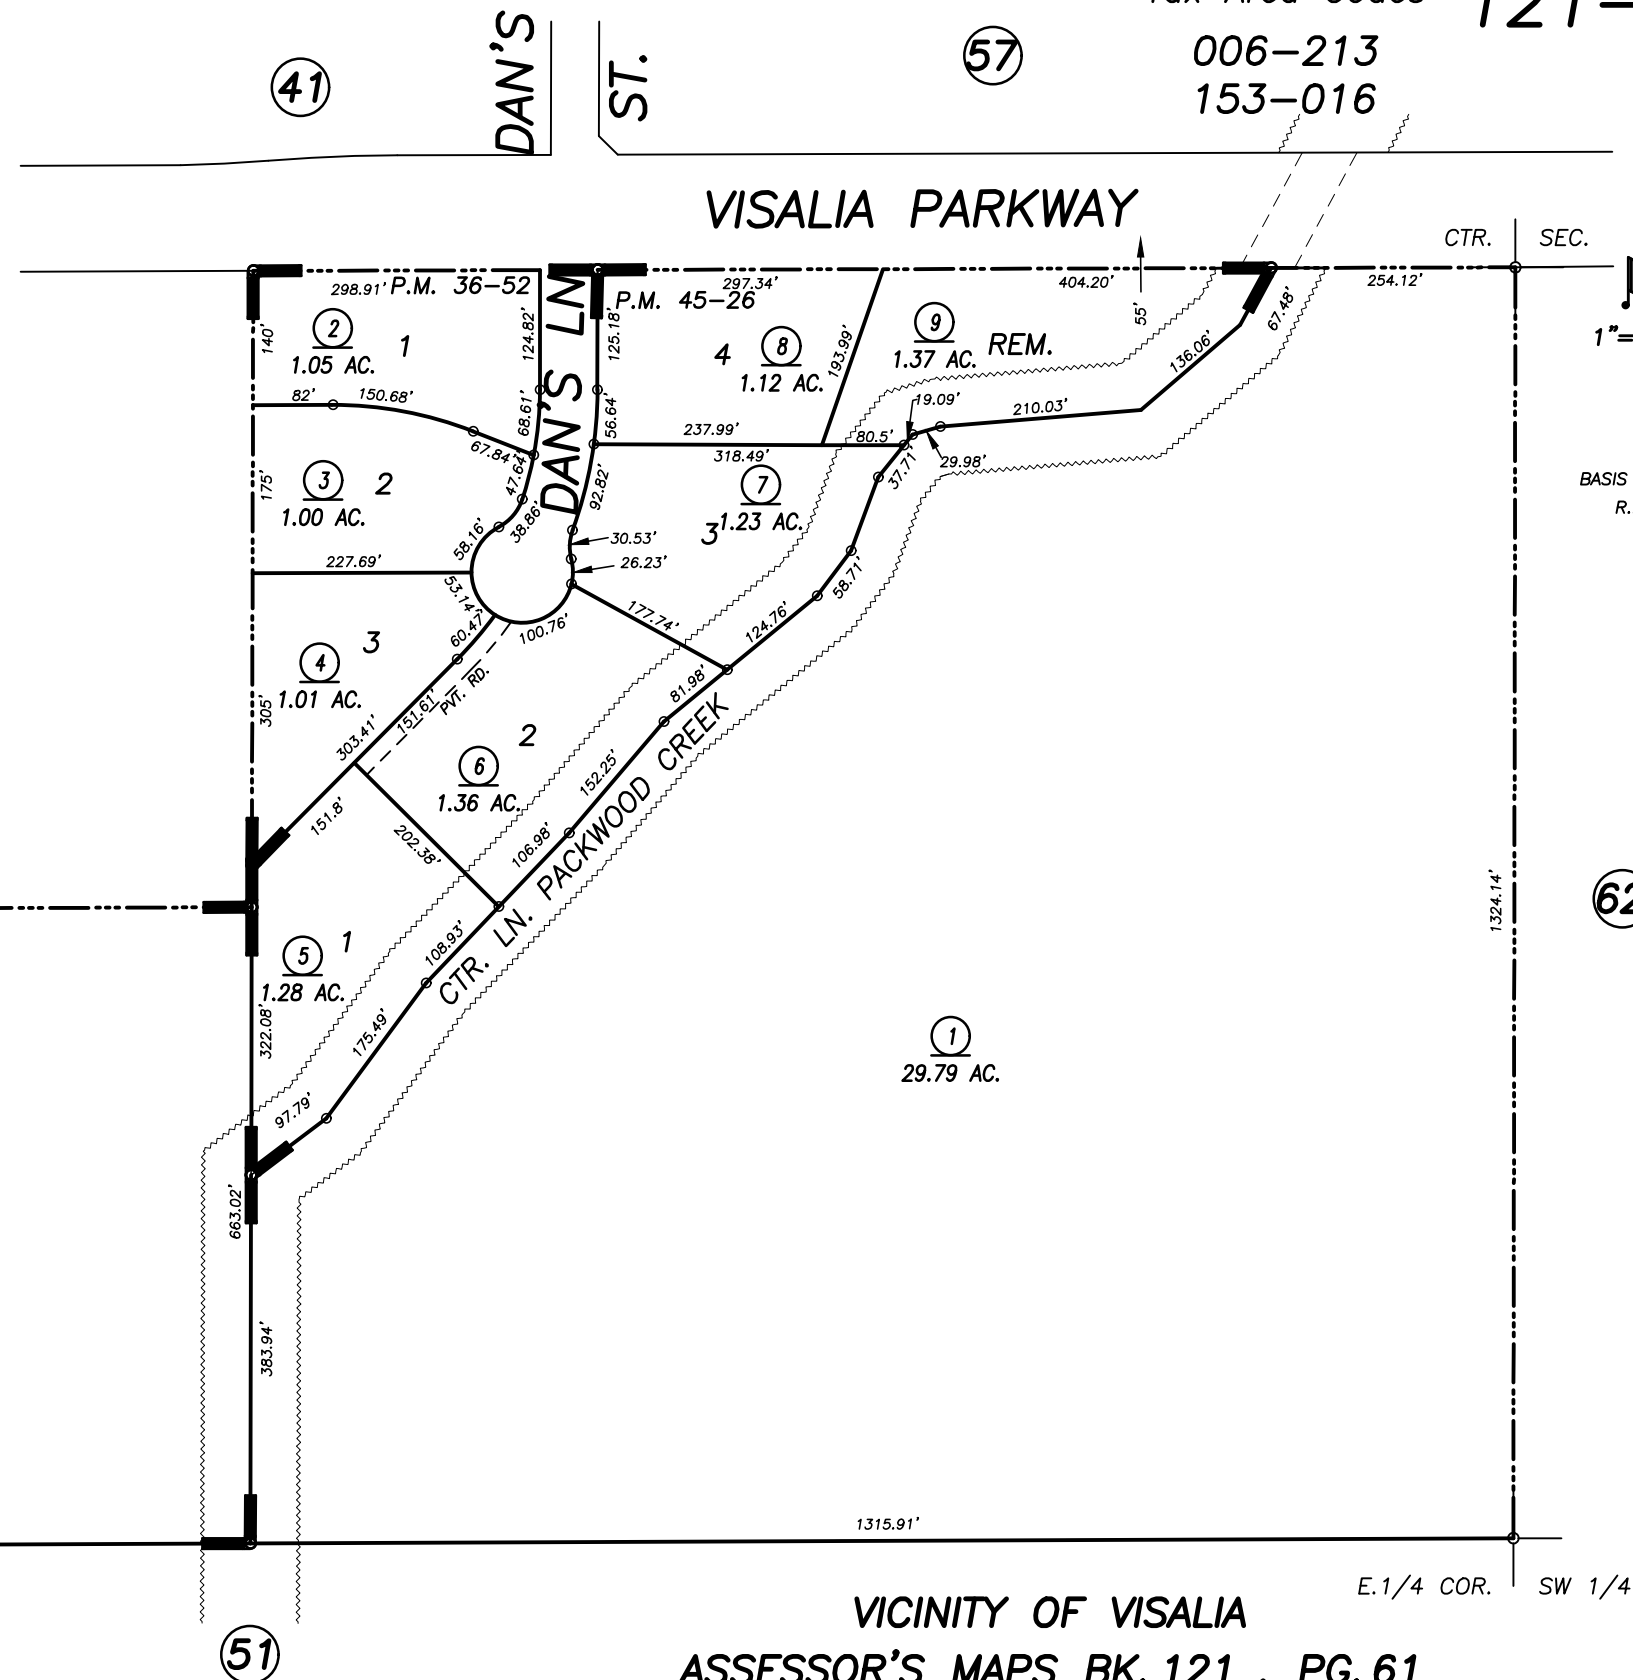 006-213
153-016
41
DAN'S
ST.
57
VISALIA PARKWAY
CTR.
SEC.
298.91'
P.M. 36-52
297.34'
P.M. 45-26
404.20'
55'
254.12'
67.48'
1"=
140'
2
1.05 AC.
1
124.82'
DAN'S LN
125.18'
4
8
1.12 AC.
193.99'
9
1.37 AC.
REM.
136.06'
82'
150.68'
68.61'
56.64'
19.09'
210.03'
237.99'
80.5'
67.84'
318.49'
29.98'
37.71'
175'
3
1.00 AC.
2
47.64'
38.86'
92.82'
7
1.23 AC.
3
BASIS
R.
58.16'
30.53'
26.23'
227.69'
53.14'
60.47'
100.76'
177.74'
124.76'
58.71'
4
1.01 AC.
3
305'
303.41'
151.61'
PVT. RD.
81.98'
2
6
1.36 AC.
152.25'
151.8'
202.38'
106.98'
CTR. LN. PACKWOOD CREEK
1324.14'
62
5
1.28 AC.
1
108.93'
322.08'
175.49'
1
29.79 AC.
97.79'
663.02'
383.94'
1315.91'
E.1/4 COR.
SW 1/4
VICINITY OF VISALIA
51
ASSESSOR'S MAPS BK.121 , PG.61